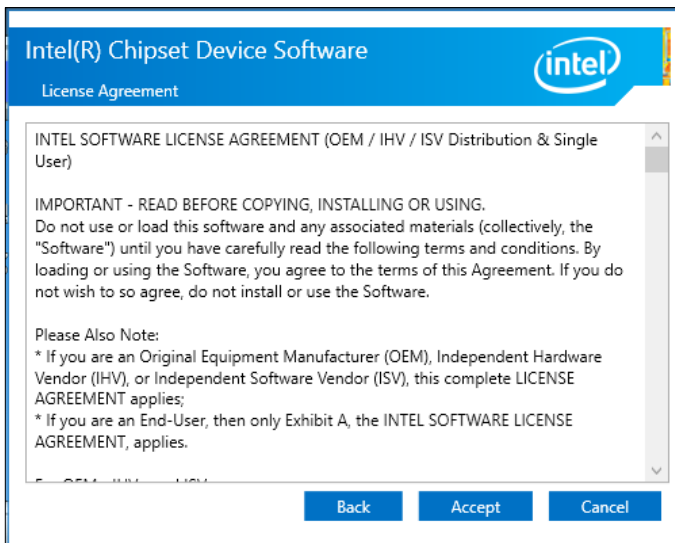 Intel(R) Chipset Device Software
intel
License Agreement
INTEL SOFTWARE LICENSE AGREEMENT (OEM / IHV / ISV Distribution & Single
User)
IMPORTANT - READ BEFORE COPYING, INSTALLING OR USING.
Do not use or load this software and any associated materials (collectively, the
"Software") until you have carefully read the following terms and conditions. By
loading or using the Software, you agree to the terms of this Agreement. If you do
not wish to so agree, do not install or use the Software.
Please Also Note:
* If you are an Original Equipment Manufacturer (OEM), Independent Hardware
Vendor (IHV), or Independent Software Vendor (ISV), this complete LICENSE
AGREEMENT applies;
* If you are an End-User, then only Exhibit A, the INTEL SOFTWARE LICENSE
AGREEMENT, applies.
Back
Accept
Cancel